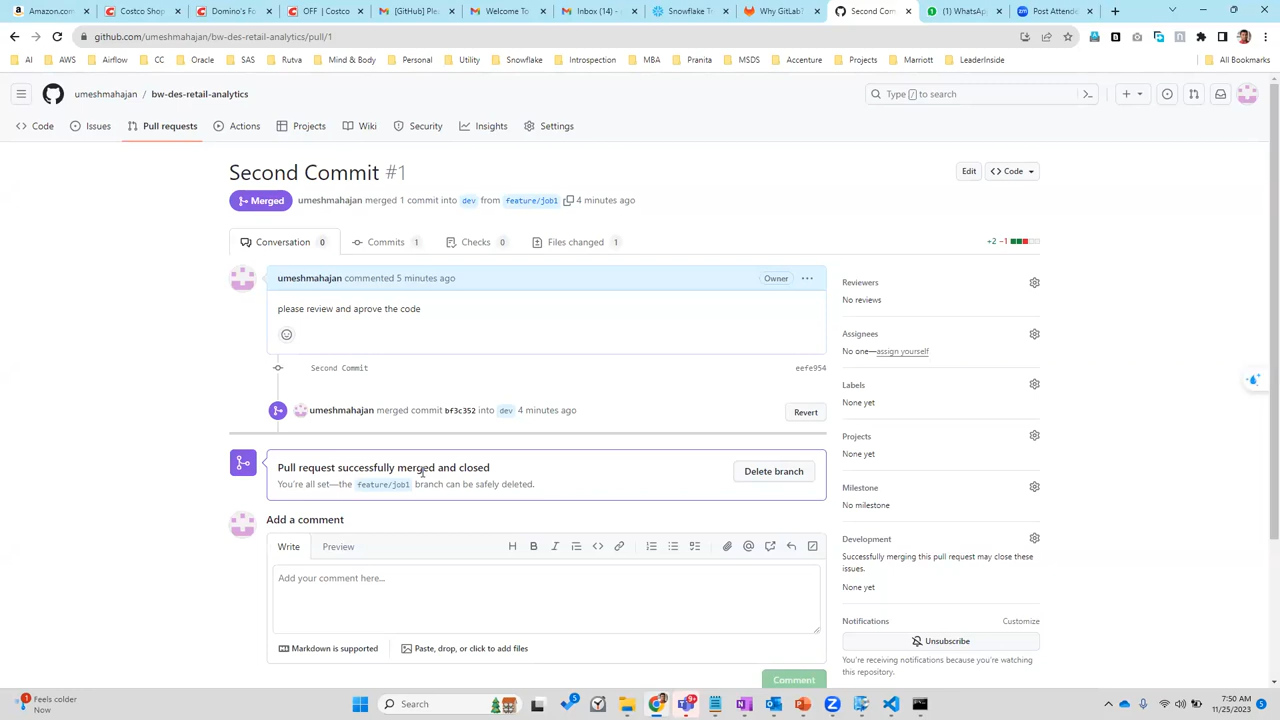 Amazon.com
Costco Shop
Domino's Fo
OFF | Costco
[GitHub] Ple
Welcome To
Inbox (14) -
Snowflake T
Why GitLab?
Second Com
(1) WhatsAp
Post Attende
github.com/umeshmahajan/bw-des-retail-analytics/pull/1
AI
AWS
Airflow
CC
Oracle
SAS
Rutva
Mind & Body
Personal
Utility
Snowflake
Introspection
MBA
Pranita
MSDS
Accenture
Projects
Marriott
LeaderInside
All Bookmarks
umeshmahajan / bw-des-retail-analytics
Type / to search
Code
Issues
Pull requests
Actions
Projects
Wiki
Security
Insights
Settings
Second Commit #1
Edit
<> Code
Merged
umeshmahajan merged 1 commit into dev from feature/job1 4 minutes ago
Conversation 0
Commits 1
Checks 0
Files changed 1
+2 −1
umeshmahajan commented 5 minutes ago
Owner
please review and aprove the code
Second Commit
eefe954
umeshmahajan merged commit bf3c352 into dev 4 minutes ago
Revert
Pull request successfully merged and closed
You're all set—the feature/job1 branch can be safely deleted.
Delete branch
Add a comment
Write
Preview
Add your comment here...
Markdown is supported
Paste, drop, or click to add files
Comment
Reviewers
No reviews
Assignees
No one—assign yourself
Labels
None yet
Projects
None yet
Milestone
No milestone
Development
Successfully merging this pull request may close these
issues.
None yet
Notifications
Customize
Unsubscribe
You're receiving notifications because you're watching
this repository.
Feels colder
Now
Search
7:50 AM
11/25/2023